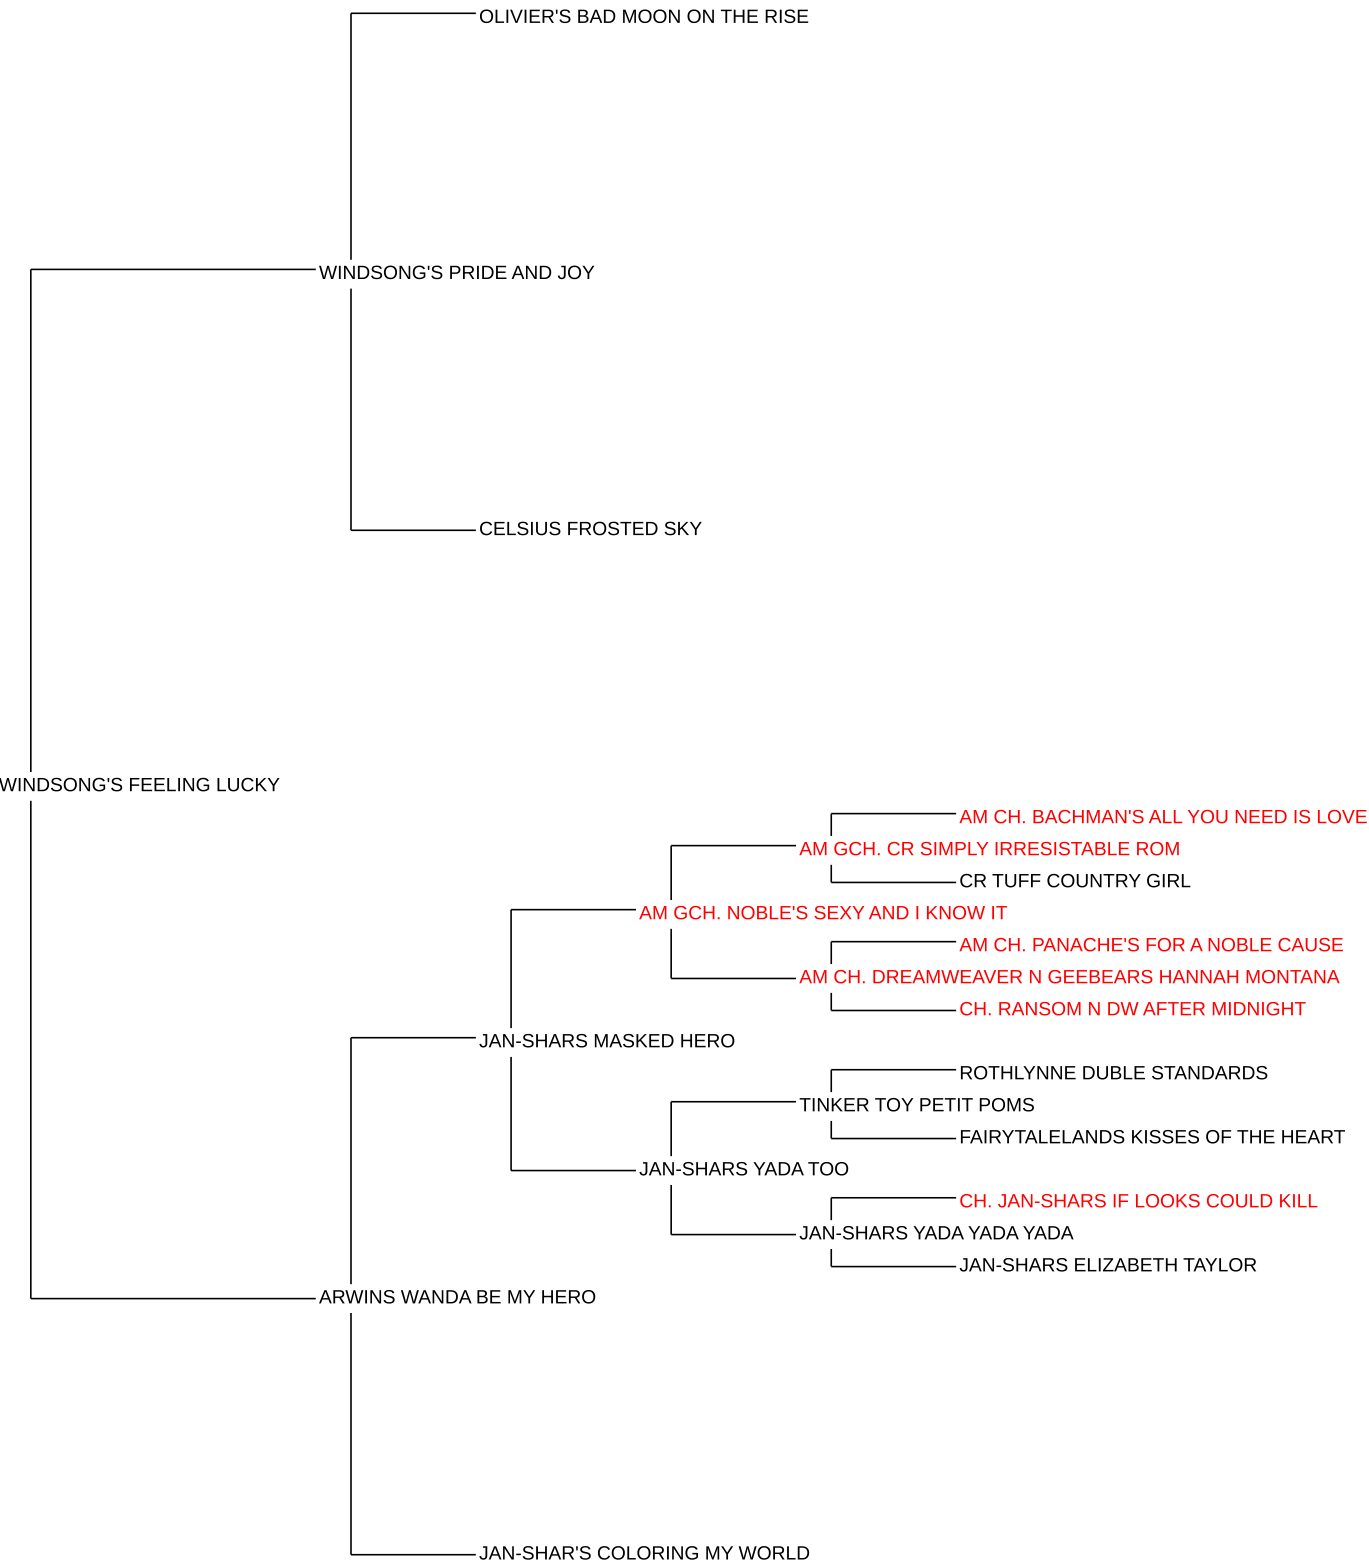 OLIVIER'S BAD MOON ON THE RISE
WINDSONG'S PRIDE AND JOY
CELSIUS FROSTED SKY
WINDSONG'S FEELING LUCKY
AM CH. BACHMAN'S ALL YOU NEED IS LOVE
AM GCH. CR SIMPLY IRRESISTABLE ROM
CR TUFF COUNTRY GIRL
AM GCH. NOBLE'S SEXY AND I KNOW IT
AM CH. PANACHE'S FOR A NOBLE CAUSE
AM CH. DREAMWEAVER N GEEBEARS HANNAH MONTANA
CH. RANSOM N DW AFTER MIDNIGHT
JAN-SHARS MASKED HERO
ROTHLYNNE DUBLE STANDARDS
TINKER TOY PETIT POMS
FAIRYTALELANDS KISSES OF THE HEART
JAN-SHARS YADA TOO
CH. JAN-SHARS IF LOOKS COULD KILL
JAN-SHARS YADA YADA YADA
JAN-SHARS ELIZABETH TAYLOR
ARWINS WANDA BE MY HERO
JAN-SHAR'S COLORING MY WORLD